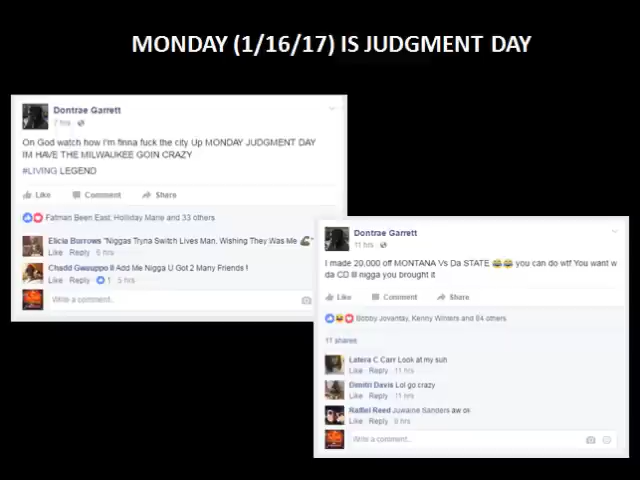 MONDAY (1/16/17) IS JUDGMENT DAY
Dontrae Garrett
7 hrs
On God watch how I'm finna fuck the city Up MONDAY JUDGMENT DAY
IM HAVE THE MILWAUKEE GOIN CRAZY
#LIVING LEGEND
Like Comment Share
Fatman Been East, Holliday Marie and 33 others
Elicia Burrows "Niggas Tryna Switch Lives Man, Wishing They Was Me 💪"
Like Reply 6 hrs
Chadd Gwauppo II Add Me Nigga U Got 2 Many Friends !
Like Reply 1 5 hrs
Write a comment...
Dontrae Garrett
11 hrs
I made 20,000 off MONTANA Vs Da STATE 😂😂 you can do wtf You want w
da CD lil nigga you brought it
Like Comment Share
Bobby Jovantay, Kenny Winters and 84 others
11 shares
Latera C Carr Look at my suh
Like Reply 11 hrs
Dimitri Davis Lol go crazy
Like Reply 11 hrs
Raffiel Reed Juwaine Sanders aw ok
Like Reply 9 hrs
Write a comment...